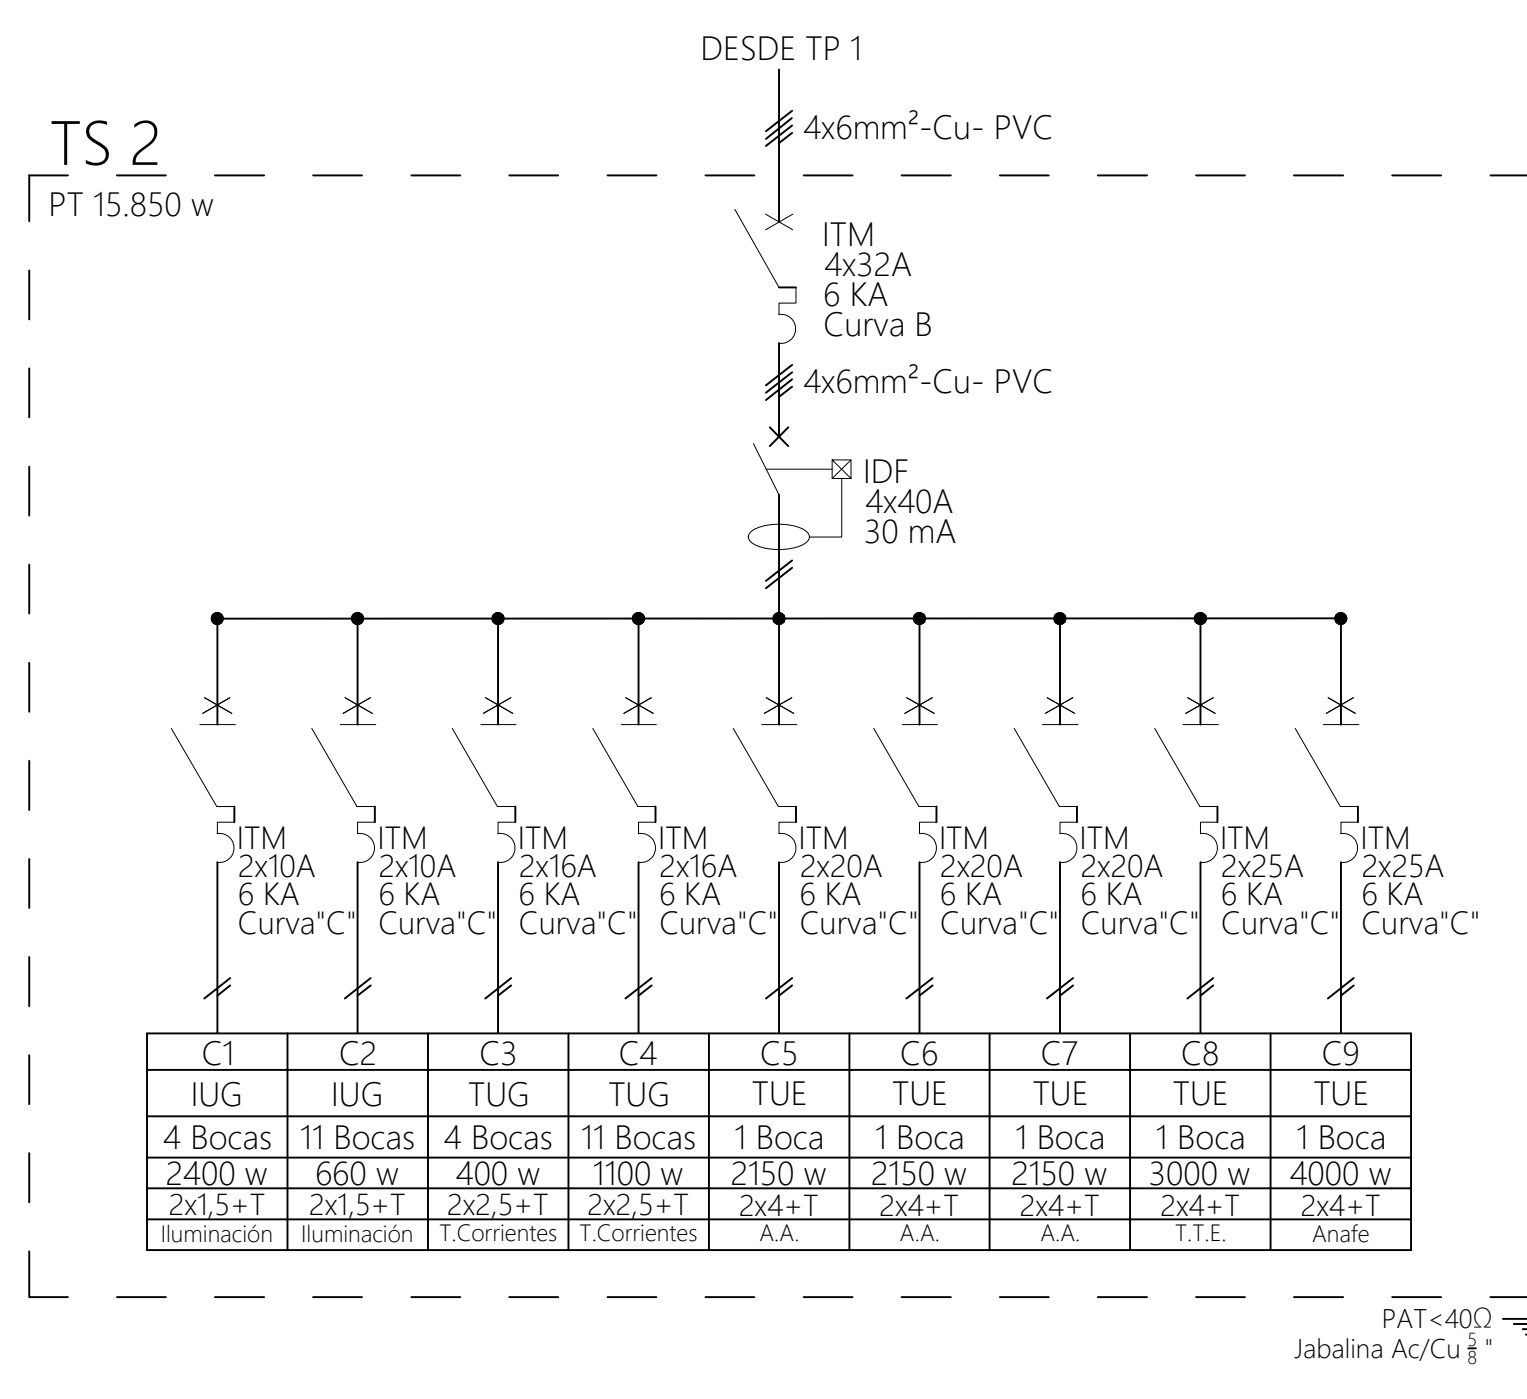 DESDE TP 1
4x6mm²-Cu- PVC
TS 2
PT 15.850 w
ITM
4x32A
6 KA
Curva B
4x6mm²-Cu- PVC
IDF
4x40A
30 mA
ITM ITM ITM ITM ITM ITM ITM ITM ITM
2x10A 2x10A 2x16A 2x16A 2x20A 2x20A 2x20A 2x25A 2x25A
6 KA 6 KA 6 KA 6 KA 6 KA 6 KA 6 KA 6 KA 6 KA
Curva"C" Curva"C" Curva"C" Curva"C" Curva"C" Curva"C" Curva"C" Curva"C" Curva"C"
C1 C2 C3 C4 C5 C6 C7 C8 C9
IUG IUG TUG TUG TUE TUE TUE TUE TUE
4 Bocas 11 Bocas 4 Bocas 11 Bocas 1 Boca 1 Boca 1 Boca 1 Boca 1 Boca
2400 w 660 w 400 w 1100 w 2150 w 2150 w 2150 w 3000 w 4000 w
2x1,5+T 2x1,5+T 2x2,5+T 2x2,5+T 2x4+T 2x4+T 2x4+T 2x4+T 2x4+T
Iluminación Iluminación T.Corrientes T.Corrientes A.A. A.A. A.A. T.T.E. Anafe
PAT<40Ω
Jabalina Ac/Cu 5/8 "